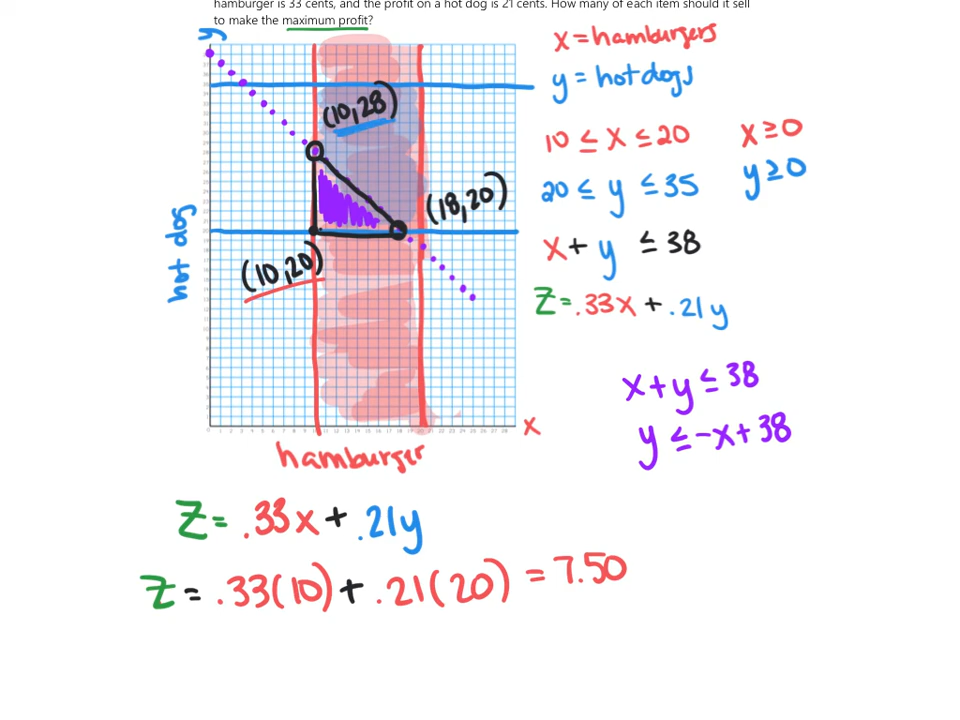 hamburger is 33 cents, and the profit on a hot dog is 21 cents. How many of each item should it sell
to make the maximum profit?
y
x = hamburgers
y = hotdogs
(10,28)
10 ≤ x ≤ 20 x ≥ 0
20 ≤ y ≤ 35 y ≥ 0
(18,20)
hot dog
x + y ≤ 38
(10,20)
Z = .33x + .21y
x + y ≤ 38
y ≤ -x + 38
x
hamburger
Z = .33x + .21y
Z = .33(10) + .21(20) = 7.50